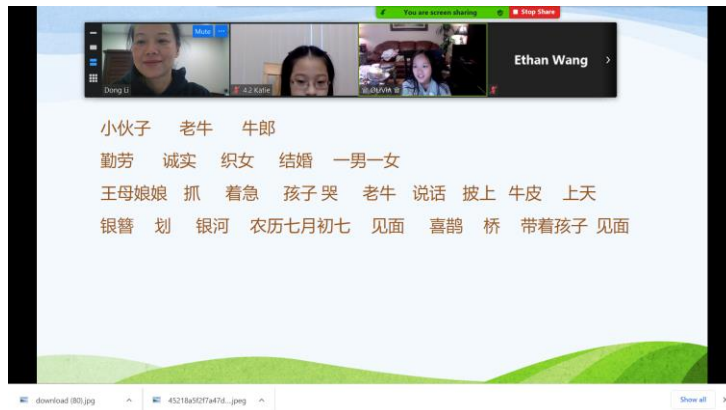 You are screen sharing Stop Share
Mute
Dong Li
4.2 Katie
OLIVIA
Ethan Wang
小伙子 老牛 牛郎
勤劳 诚实 织女 结婚 一男一女
王母娘娘 抓 着急 孩子 哭 老牛 说话 披上 牛皮 上天
银簪 划 银河 农历七月初七 见面 喜鹊 桥 带着孩子 见面
download (80).jpg 45218a5f2f7a47d....jpeg Show all